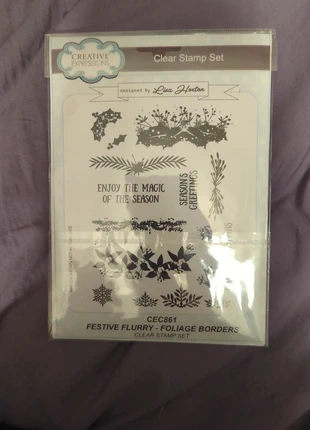 CREATIVE
EXPRESSIONS
Clear Stamp Set
designed by Lisa Horton
ENJOY THE MAGIC
OF THE SEASON
SEASON'S
GREETINGS
CEC861
FESTIVE FLURRY - FOLIAGE BORDERS
CLEAR STAMP SET